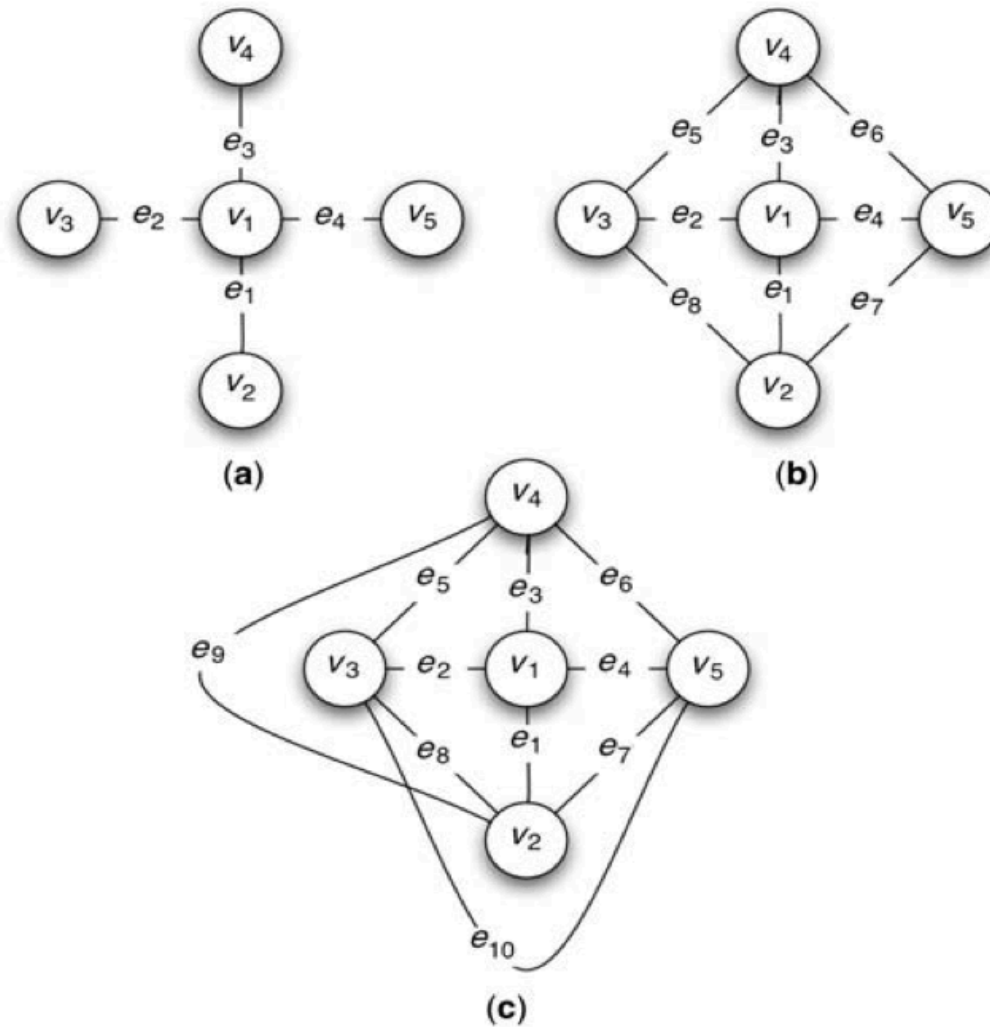 v4 v4
e3 e5 e3 e6
v3 e2 v1 e4 v5 v3 e2 v1 e4 v5
e1 e8 e1 e7
v2 v2
(a) (b)
v4
e5 e3 e6
e9 v3 e2 v1 e4 v5
e8 e1 e7
v2
e10
(c)